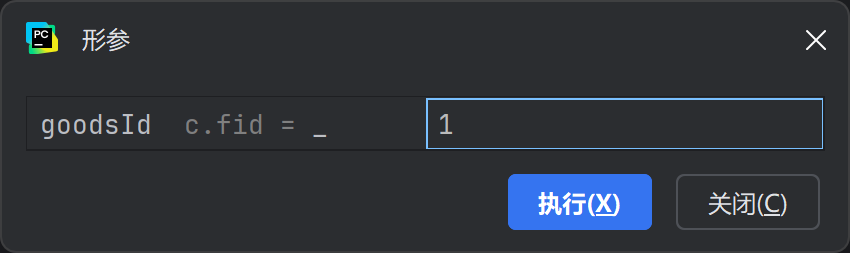 PC 形参
goodsId c.fid = _ 1
执行(X) 关闭(C)